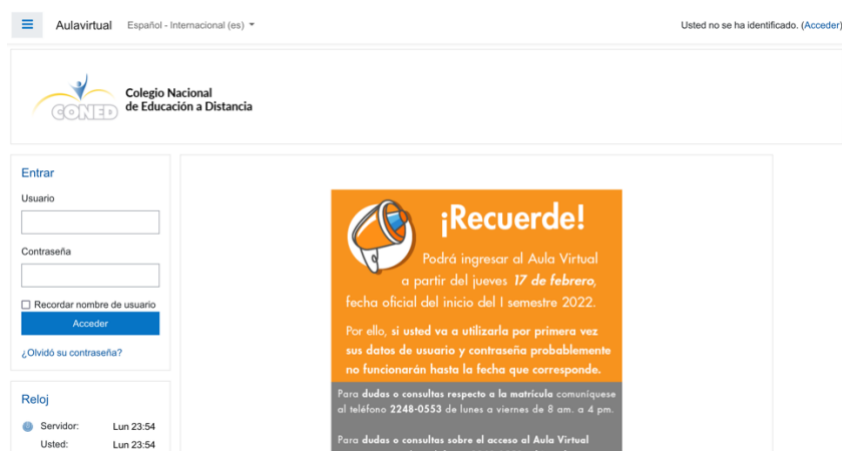 Aulavirtual Español - Internacional (es)
Usted no se ha identificado. (Acceder)
CONED
Colegio Nacional
de Educación a Distancia
Entrar
Usuario
Contraseña
Recordar nombre de usuario
Acceder
¿Olvidó su contraseña?
Reloj
Servidor: Lun 23:54
Usted: Lun 23:54
¡Recuerde!
Podrá ingresar al Aula Virtual
a partir del jueves 17 de febrero,
fecha oficial del inicio del I semestre 2022.
Por ello, si usted va a utilizarla por primera vez
sus datos de usuario y contraseña probablemente
no funcionarán hasta la fecha que corresponde.
Para dudas o consultas respecto a la matrícula comuníquese
al teléfono 2248-0553 de lunes a viernes de 8 am. a 4 pm.
Para dudas o consultas sobre el acceso al Aula Virtual